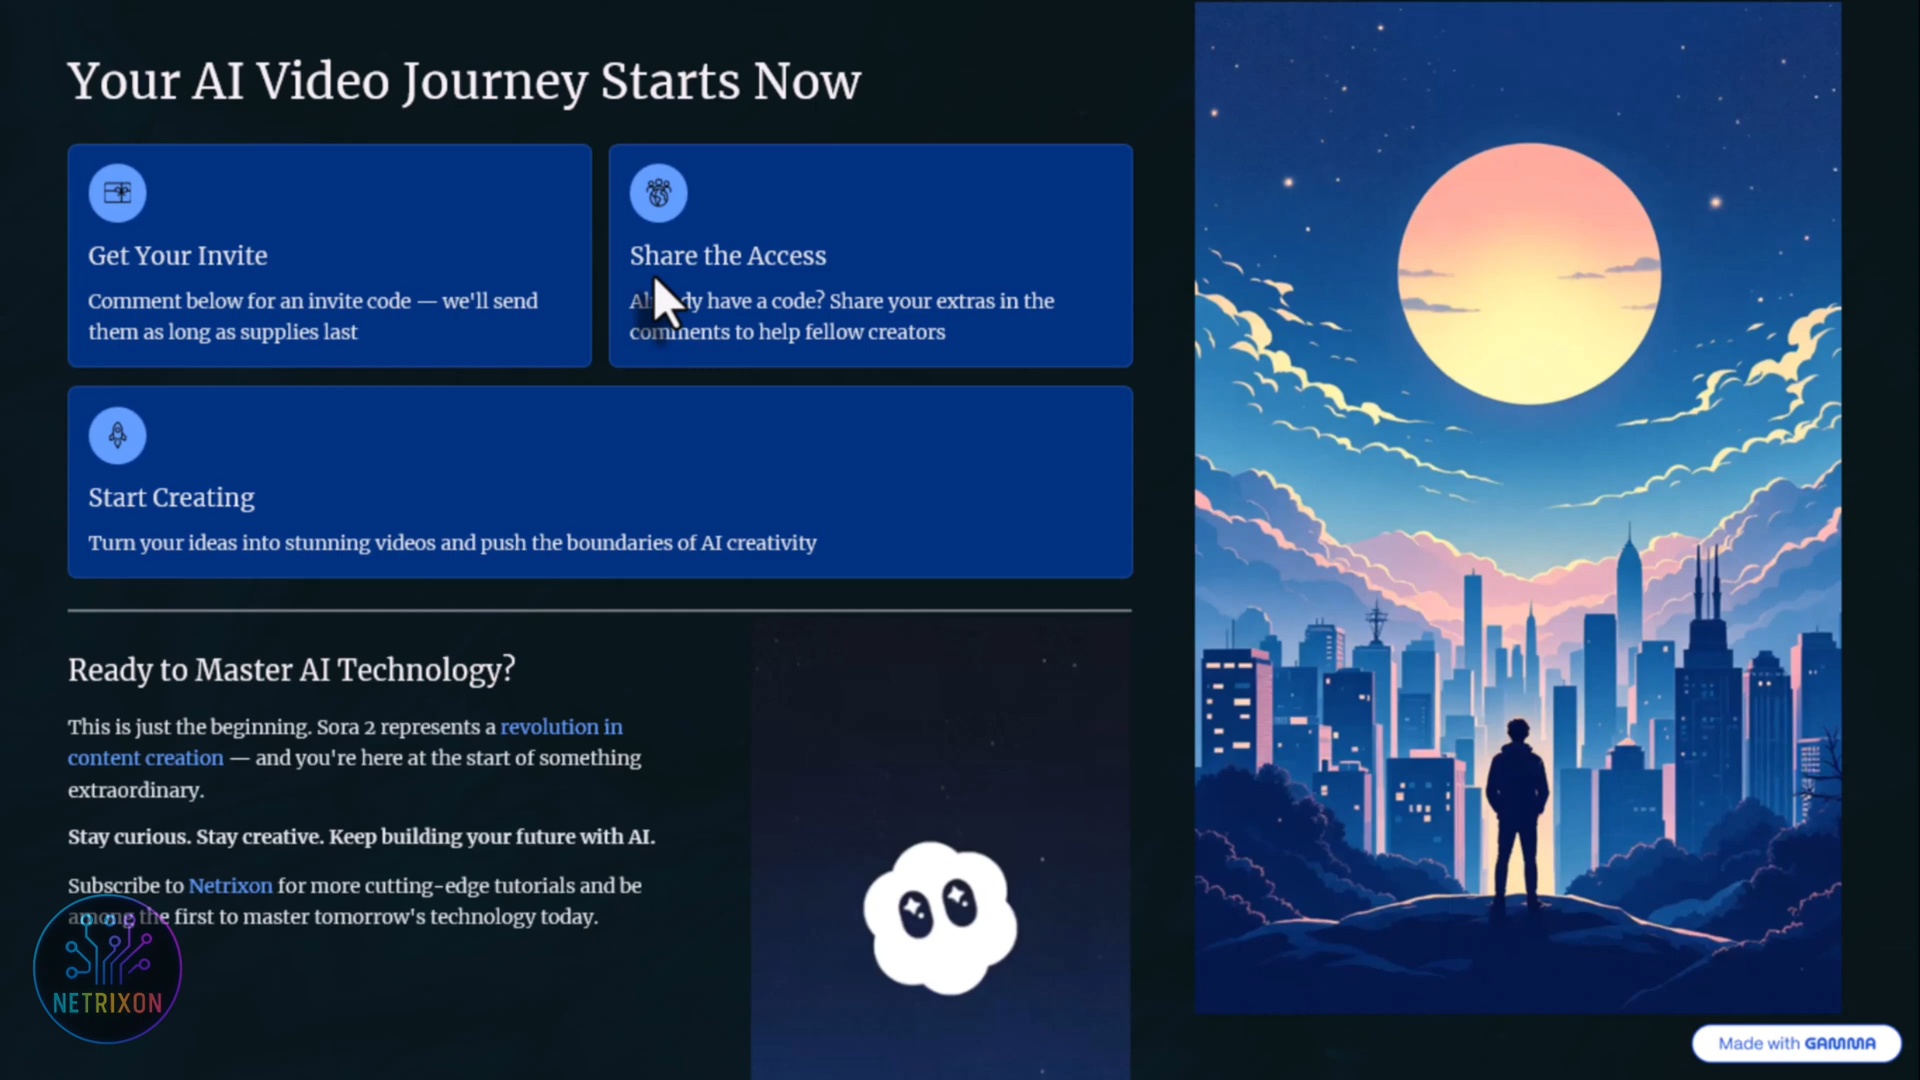 Your AI Video Journey Starts Now
Get Your Invite
Comment below for an invite code — we'll send
them as long as supplies last
Share the Access
have a code? Share your extras in the
comments to help fellow creators
Start Creating
Turn your ideas into stunning videos and push the boundaries of AI creativity
Ready to Master AI Technology?
This is just the beginning. Sora 2 represents a revolution in
content creation — and you're here at the start of something
extraordinary.
Stay curious. Stay creative. Keep building your future with AI.
Subscribe to Netrixon for more cutting-edge tutorials and be
among the first to master tomorrow's technology today.
NETRIXON
Made with GAMMA